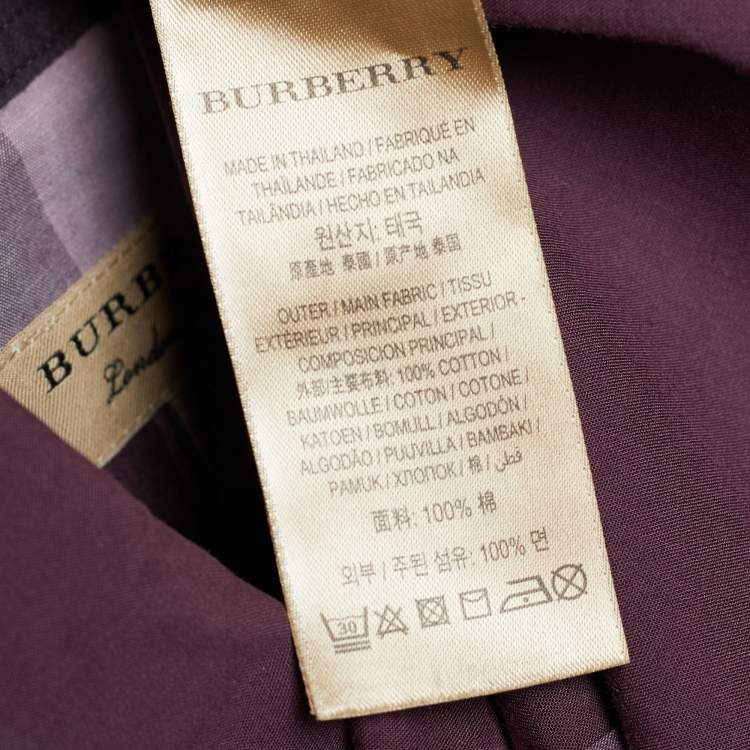 BURBERRY
MADE IN THAILAND / FABRIQUÉ EN
THAÏLANDE / FABRICADO NA
TAILÂNDIA / HECHO EN TAILANDIA
원산지: 태국
原產地 泰國 / 原产地 泰国
OUTER / MAIN FABRIC / TISSU
EXTÉRIEUR / PRINCIPAL / EXTERIOR -
COMPOSICIÓN PRINCIPAL /
外部/主要布料: 100% COTTON /
BAUMWOLLE / COTON / COTONE /
KATOEN / BOMULL / ALGODÓN /
ALGODÃO / PUUVILLA / BAMBAKI /
PAMUK / ХЛОПОК / 棉 / قطن
面料: 100% 棉
외부 / 주된 섬유: 100% 면
30
BURB
London